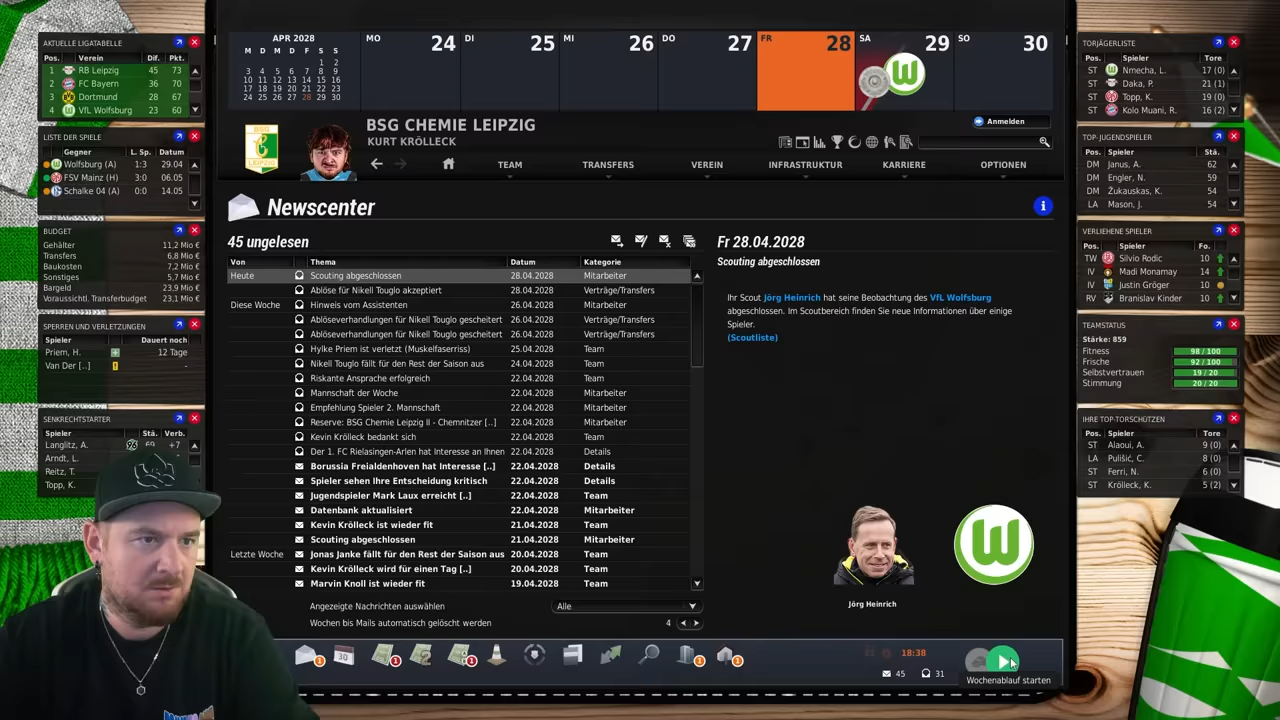 AKTUELLE LIGATABELLE
Pos. Verein Dif. Pkt.
1 RB Leipzig 45 73
2 FC Bayern 36 70
3 Dortmund 28 67
4 VfL Wolfsburg 23 60
LISTE DER SPIELE
Gegner L. Sp. Datum
Wolfsburg (A) 1:3 29.04
FSV Mainz (H) 3:0 06.05
Schalke 04 (A) 0:0 14.05
BUDGET
Gehälter 11,2 Mio €
Transfers 6,8 Mio €
Baukosten 7,2 Mio €
Sonstiges 5,7 Mio €
Bargeld 23,9 Mio €
Voraussichtl. Transferbudget 23,1 Mio €
SPERREN UND VERLETZUNGEN
Spieler Dauert noch
Priem, H. 12 Tage
Van Der [..] -
SENKRECHTSTARTER
Spieler Stä. Verb.
Langlitz, A. 69 +7
Arndt, L.
Reitz, T.
Topp, K.
APR 2028
M D M D F S S
1 2
3 4 5 6 7 8 9
10 11 12 13 14 15 16
17 18 19 20 21 22 23
24 25 26 27 28 29 30
MO 24
DI 25
MI 26
DO 27
FR 28
SA 29
SO 30
BSG CHEMIE LEIPZIG
KURT KRÖLLECK
Anmelden
TEAM TRANSFERS VEREIN INFRASTRUKTUR KARRIERE OPTIONEN
Newscenter
45 ungelesen
Von Thema Datum Kategorie
Heute Scouting abgeschlossen 28.04.2028 Mitarbeiter
Ablöse für Nikell Touglo akzeptiert 28.04.2028 Verträge/Transfers
Diese Woche Hinweis vom Assistenten 26.04.2028 Mitarbeiter
Ablöseverhandlungen für Nikell Touglo gescheitert 26.04.2028 Verträge/Transfers
Ablöseverhandlungen für Nikell Touglo gescheitert 26.04.2028 Verträge/Transfers
Hylke Priem ist verletzt (Muskelfaserriss) 25.04.2028 Team
Nikell Touglo fällt für den Rest der Saison aus 24.04.2028 Team
Riskante Ansprache erfolgreich 22.04.2028 Team
Mannschaft der Woche 22.04.2028 Mitarbeiter
Empfehlung Spieler 2. Mannschaft 22.04.2028 Mitarbeiter
Reserve: BSG Chemie Leipzig II - Chemnitzer [..] 22.04.2028 Mitarbeiter
Kevin Krölleck bedankt sich 22.04.2028 Team
Der 1. FC Rielasingen-Arlen hat Interesse an Ihnen 22.04.2028 Details
Borussia Freialdenhoven hat Interesse [..] 22.04.2028 Details
Spieler sehen Ihre Entscheidung kritisch 22.04.2028 Details
Jugendspieler Mark Laux erreicht [..] 22.04.2028 Team
Datenbank aktualisiert 22.04.2028 Mitarbeiter
Kevin Krölleck ist wieder fit 21.04.2028 Team
Scouting abgeschlossen 21.04.2028 Mitarbeiter
Letzte Woche Jonas Janke fällt für den Rest der Saison aus 20.04.2028 Team
Kevin Krölleck wird für einen Tag [..] 20.04.2028 Team
Marvin Knoll ist wieder fit 19.04.2028 Team
Angezeigte Nachrichten auswählen Alle
Wochen bis Mails automatisch gelöscht werden 4
Fr 28.04.2028
Scouting abgeschlossen
Ihr Scout Jörg Heinrich hat seine Beobachtung des VfL Wolfsburg
abgeschlossen. Im Scoutbereich finden Sie neue Informationen über einige
Spieler.
(Scoutliste)
Jörg Heinrich
18:38
45 31
Wochenablauf starten
TORJÄGERLISTE
Pos. Spieler Tore
ST Nmecha, L. 17 (0)
ST Daka, P. 21 (1)
ST Topp, K. 19 (0)
ST Kolo Muani, R. 16 (2)
TOP-JUGENDSPIELER
Pos. Spieler Stä.
DM Janus, A. 62
DM Engler, N. 59
DM Žukauskas, K. 54
LA Mason, J. 54
VERLIEHENE SPIELER
Pos. Spieler Fo.
TW Silvio Rodic 10
IV Madi Monamay 14
IV Justin Gröger 10
RV Branislav Kinder 10
TEAMSTATUS
Stärke: 859
Fitness 98 / 100
Frische 92 / 100
Selbstvertrauen 19 / 20
Stimmung 20 / 20
IHRE TOP-TORSCHÜTZEN
Pos. Spieler Tore
ST Alaoui, A. 9 (0)
LA Pulišić, C. 8 (0)
ST Ferri, N. 6 (0)
ST Krölleck, K. 5 (2)